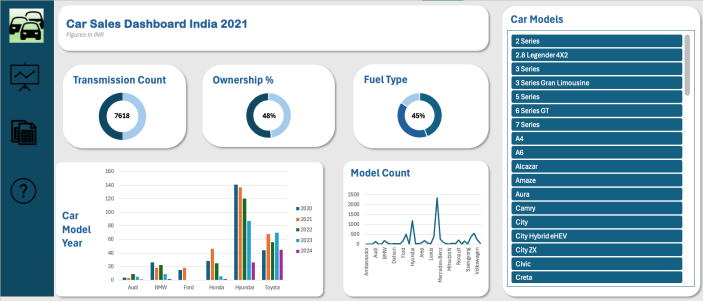 Car Sales Dashboard India 2021
Figures in INR
Transmission Count
7618
Ownership %
48%
Fuel Type
45%
Car
Model
Year
160
140
120
100
80
60
40
20
0
Audi
BMW
Ford
Honda
Hyundai
Toyota
2020
2021
2022
2023
2024
Model Count
2500
2000
1500
1000
500
0
Ambassador
Audi
BMW
Datsun
Ford
Hyundai
Jeep
Lexus
Mercedes-Benz
Mitsubishi
Renault
Ssangyong
Volkswagen
Car Models
2 Series
2.8 Legender 4X2
3 Series
3 Series Gran Limousine
5 Series
6 Series GT
7 Series
A4
A6
Alcazar
Amaze
Aura
Camry
City
City Hybrid eHEV
City ZX
Civic
Creta